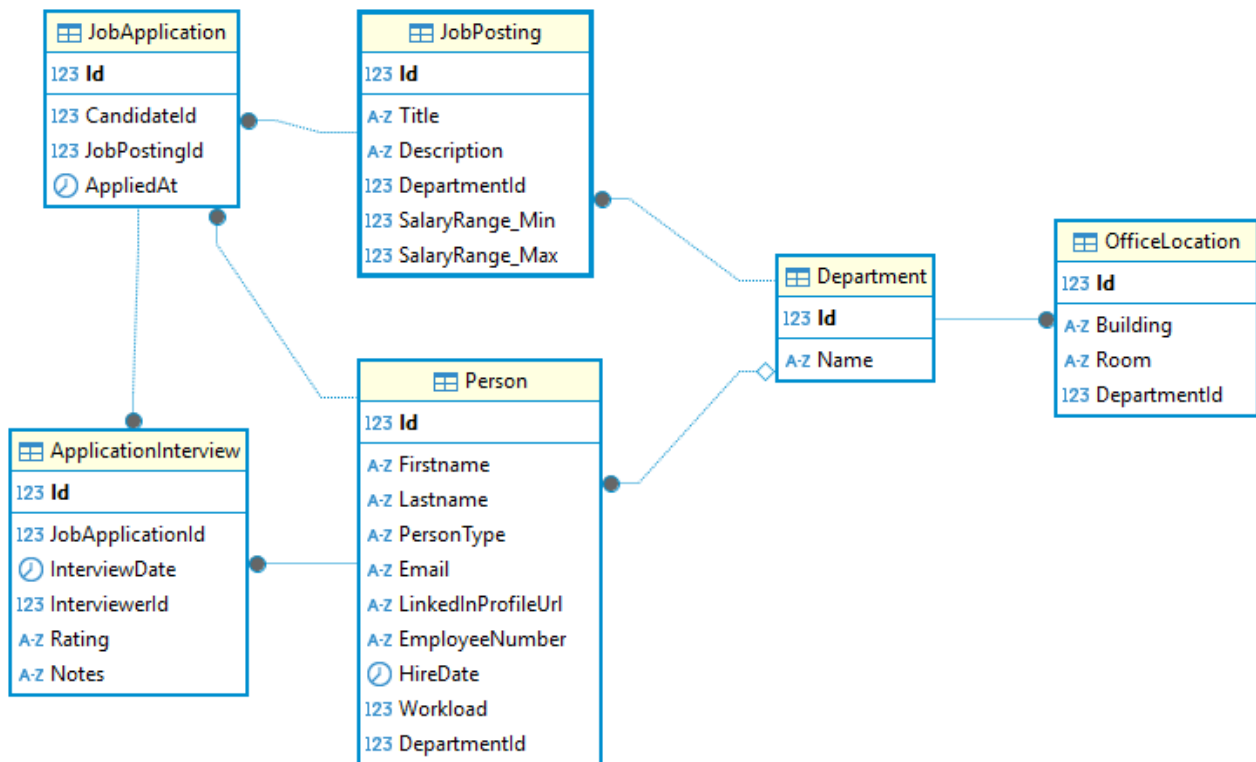 JobApplication
123 Id
123 CandidateId
123 JobPostingId
AppliedAt
JobPosting
123 Id
A-Z Title
A-Z Description
123 DepartmentId
123 SalaryRange_Min
123 SalaryRange_Max
Department
123 Id
A-Z Name
OfficeLocation
123 Id
A-Z Building
A-Z Room
123 DepartmentId
ApplicationInterview
123 Id
123 JobApplicationId
InterviewDate
123 InterviewerId
A-Z Rating
A-Z Notes
Person
123 Id
A-Z Firstname
A-Z Lastname
A-Z PersonType
A-Z Email
A-Z LinkedInProfileUrl
A-Z EmployeeNumber
HireDate
123 Workload
123 DepartmentId